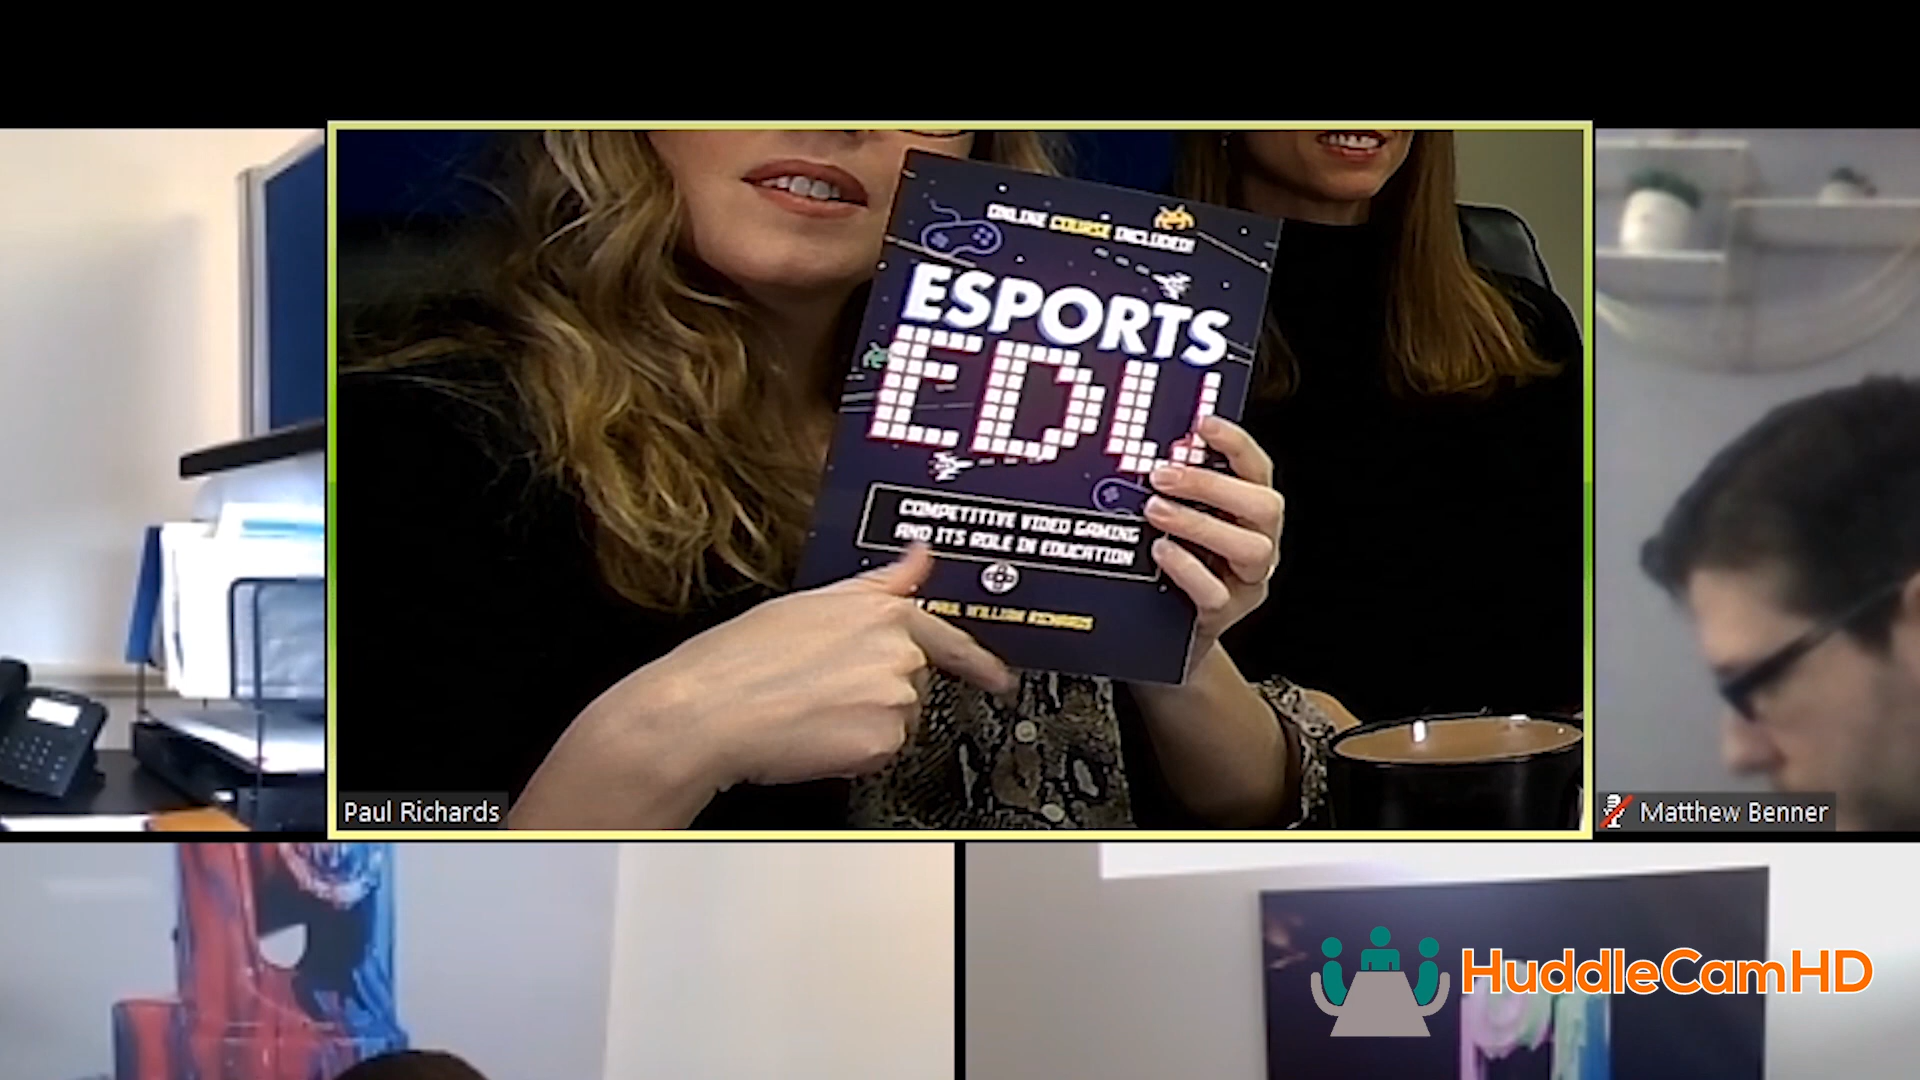 ONLINE COURSE INCLUDED!
ESPORTS
EDU
COMPETITIVE VIDEO GAMING
AND ITS ROLE IN EDUCATION
BY PAUL WILLIAM RICHARDS
Paul Richards
Matthew Benner
HuddleCamHD